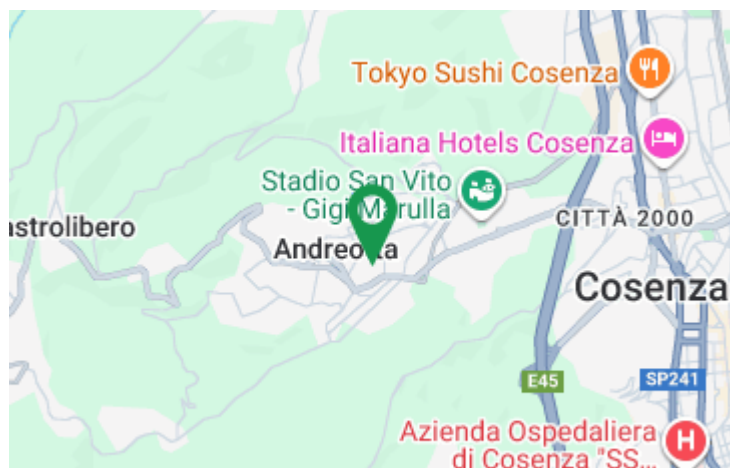 Tokyo Sushi Cosenza
Italiana Hotels Cosenza
Stadio San Vito
- Gigi Marulla
CITTÀ 2000
astrolibero
Andreotta
Cosenza
E45
SP241
Azienda Ospedaliera
H
di Cosenza "SS...